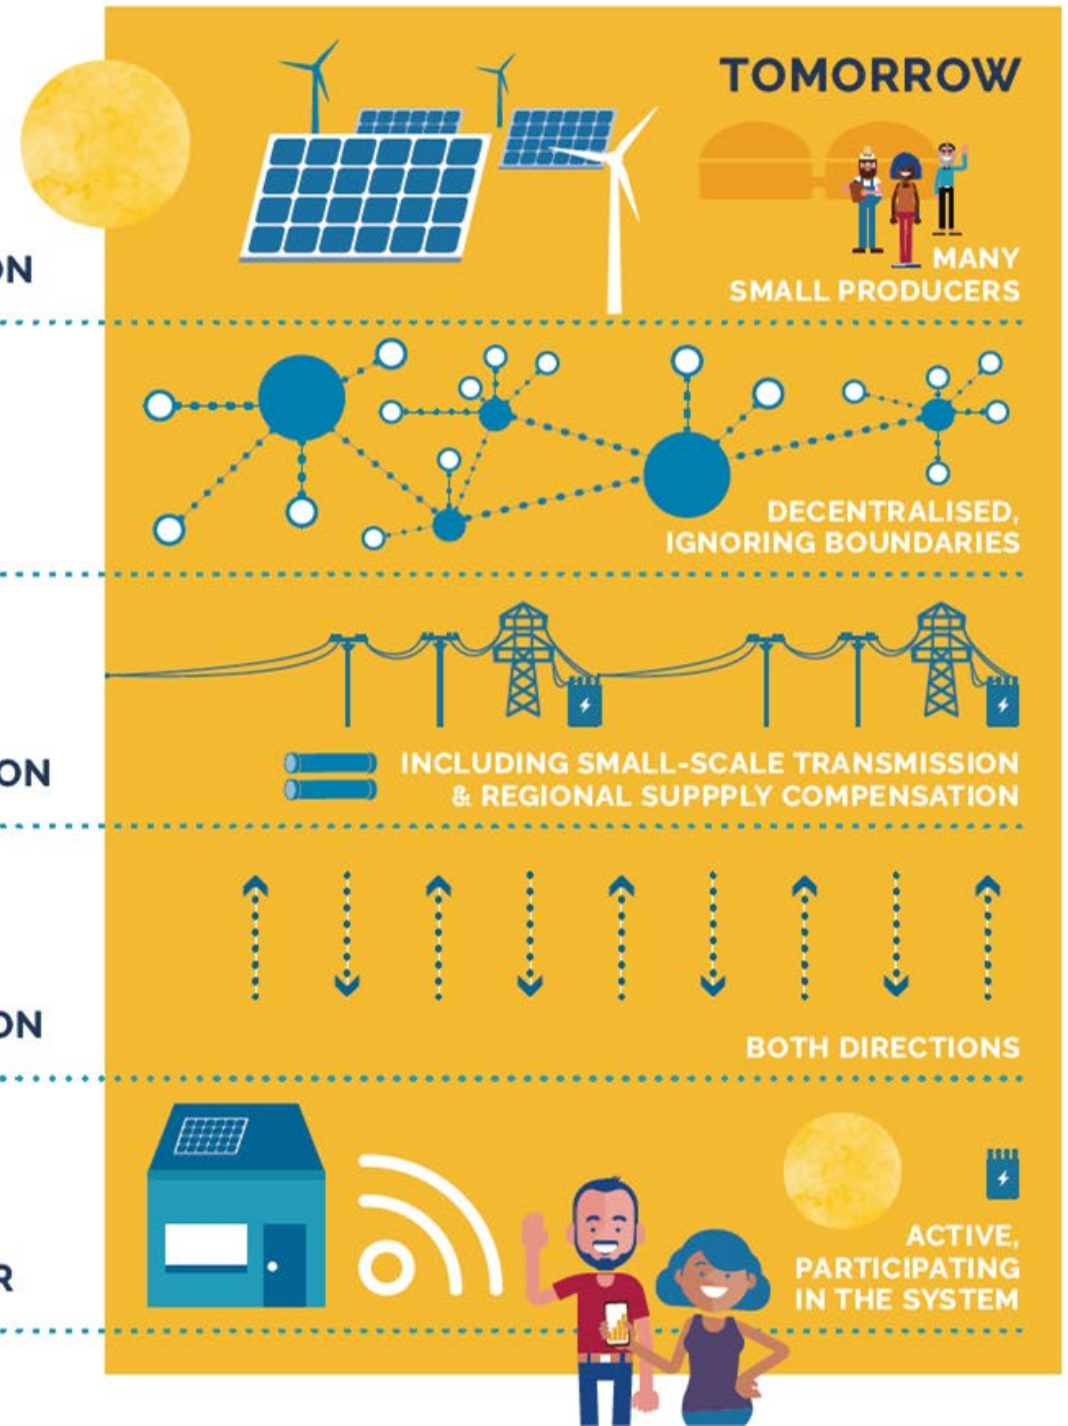 TOMORROW
ON
MANY
SMALL PRODUCERS
DECENTRALISED,
IGNORING BOUNDARIES
ON
INCLUDING SMALL-SCALE TRANSMISSION
& REGIONAL SUPPPLY COMPENSATION
ON
BOTH DIRECTIONS
R
ACTIVE,
PARTICIPATING
IN THE SYSTEM